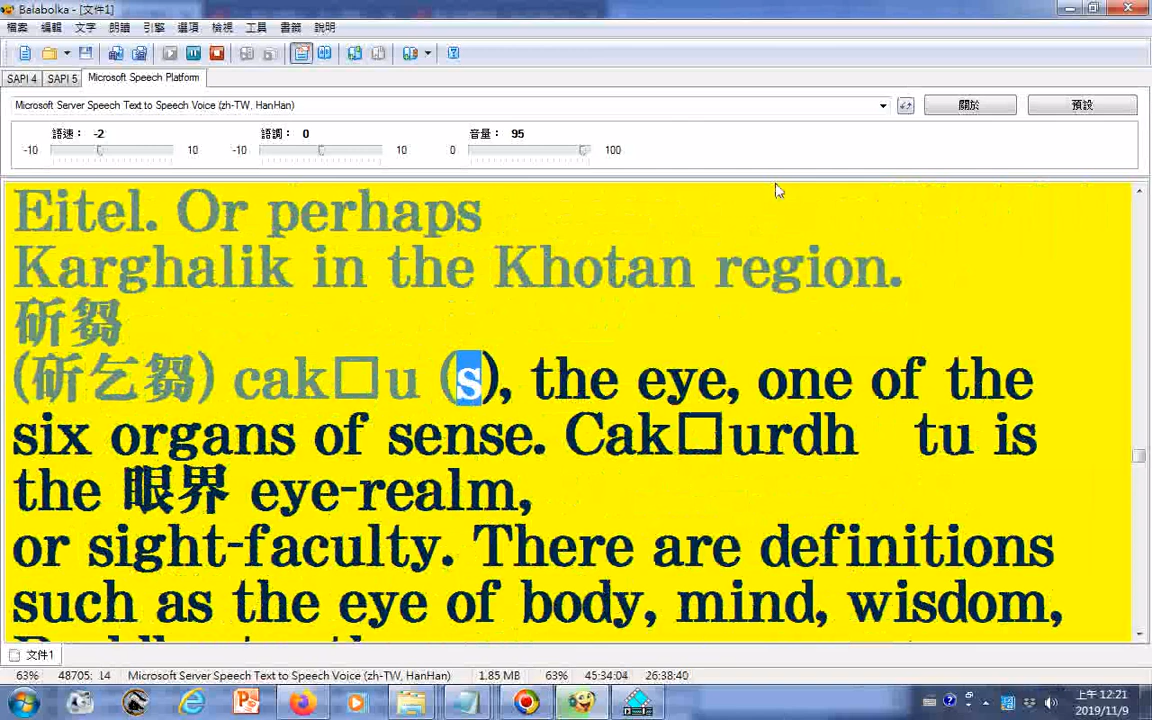 Balabolka - [文件1]
檔案 編輯 文字 朗讀 引擎 選項 檢視 工具 書籤 說明
SAPI 4 SAPI 5 Microsoft Speech Platform
Microsoft Server Speech Text to Speech Voice (zh-TW, HanHan) 關於 預設
語速: -2 語調: 0 音量: 95
-10 10 -10 10 0 100
Eitel. Or perhaps
Karghalik in the Khotan region.
斫芻
(斫乞芻) cak□u (s), the eye, one of the
six organs of sense. Cak□urdh tu is
the 眼界 eye-realm,
or sight-faculty. There are definitions
such as the eye of body, mind, wisdom,
文件1
63% 48705: 14 Microsoft Server Speech Text to Speech Voice (zh-TW, HanHan) 1.85 MB 63% 45:34:04 26:38:40
上午 12:21
2019/11/9